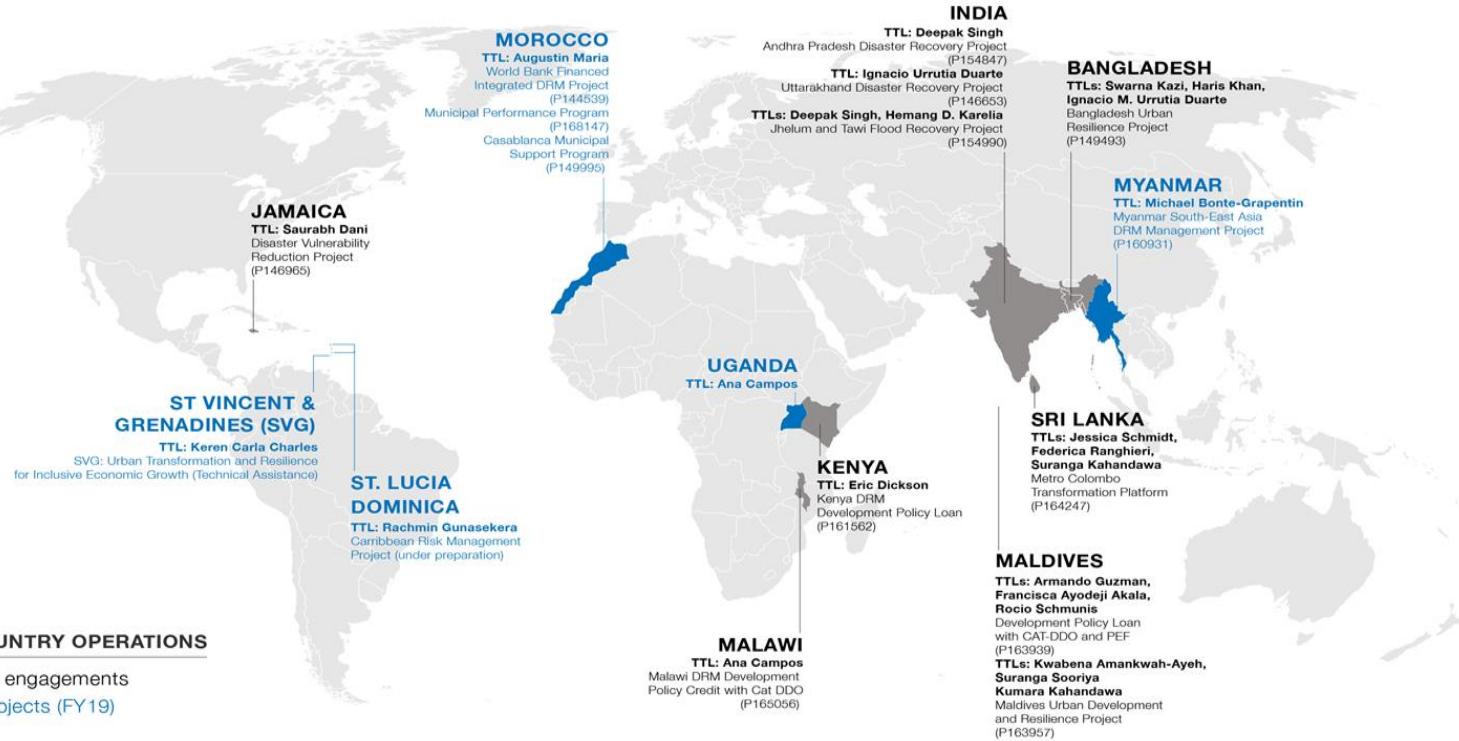 MOROCCO
TTL: Augustin Maria
World Bank Financed
Integrated DRM Project
(P144539)
Municipal Performance Program
(P168147)
Casablanca Municipal
Support Program
(P149995)
INDIA
TTL: Deepak Singh
Andhra Pradesh Disaster Recovery Project
(P154847)
TTL: Ignacio Urrutia Duarte
Uttarakhand Disaster Recovery Project
(P146653)
TTLs: Deepak Singh, Hemang D. Karelia
Jhelum and Tawi Flood Recovery Project
(P154990)
BANGLADESH
TTLs: Swarna Kazi, Haris Khan,
Ignacio M. Urrutia Duarte
Bangladesh Urban
Resilience Project
(P149493)
MYANMAR
TTL: Michael Bonte-Grapentin
Myanmar South-East Asia
DRM Management Project
(P160931)
JAMAICA
TTL: Saurabh Dani
Disaster Vulnerability
Reduction Project
(P146965)
ST VINCENT &
GRENADINES (SVG)
TTL: Keren Carla Charles
SVG: Urban Transformation and Resilience
for Inclusive Economic Growth (Technical Assistance)
ST. LUCIA
DOMINICA
TTL: Rachmin Gunasekera
Carribbean Risk Management
Project (under preparation)
UGANDA
TTL: Ana Campos
KENYA
TTL: Eric Dickson
Kenya DRM
Development Policy Loan
(P161562)
SRI LANKA
TTLs: Jessica Schmidt,
Federica Ranghieri,
Suranga Kahandawa
Metro Colombo
Transformation Platform
(P164247)
MALAWI
TTL: Ana Campos
Malawi DRM Development
Policy Credit with Cat DDO
(P165056)
MALDIVES
TTLs: Armando Guzman,
Francisca Ayodeji Akala,
Rocio Schmunis
Development Policy Loan
with CAT-DDO and PEF
(P163939)
TTLs: Kwabena Amankwah-Ayeh,
Suranga Sooriya
Kumara Kahandawa
Maldives Urban Development
and Resilience Project
(P163957)
UNTRY OPERATIONS
engagements
ojects (FY19)